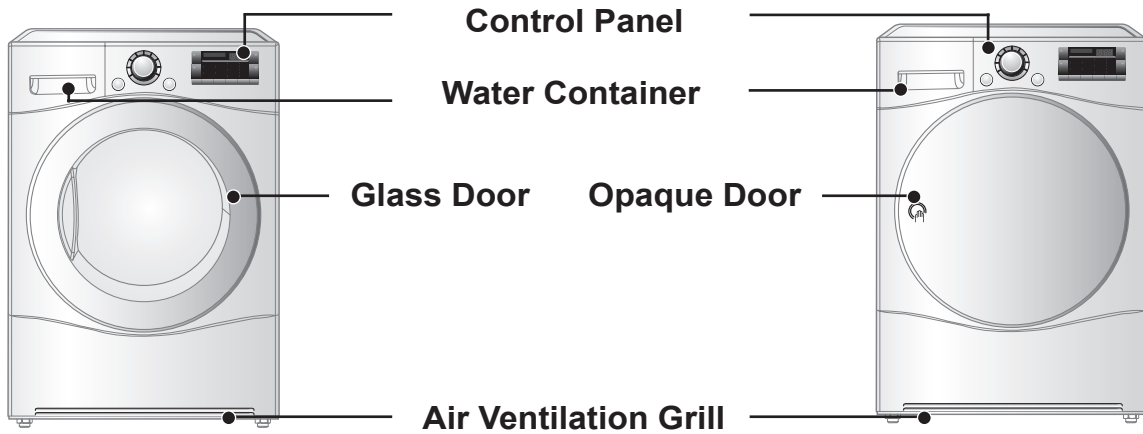 Control Panel
Water Container
Glass Door
Opaque Door
Air Ventilation Grill